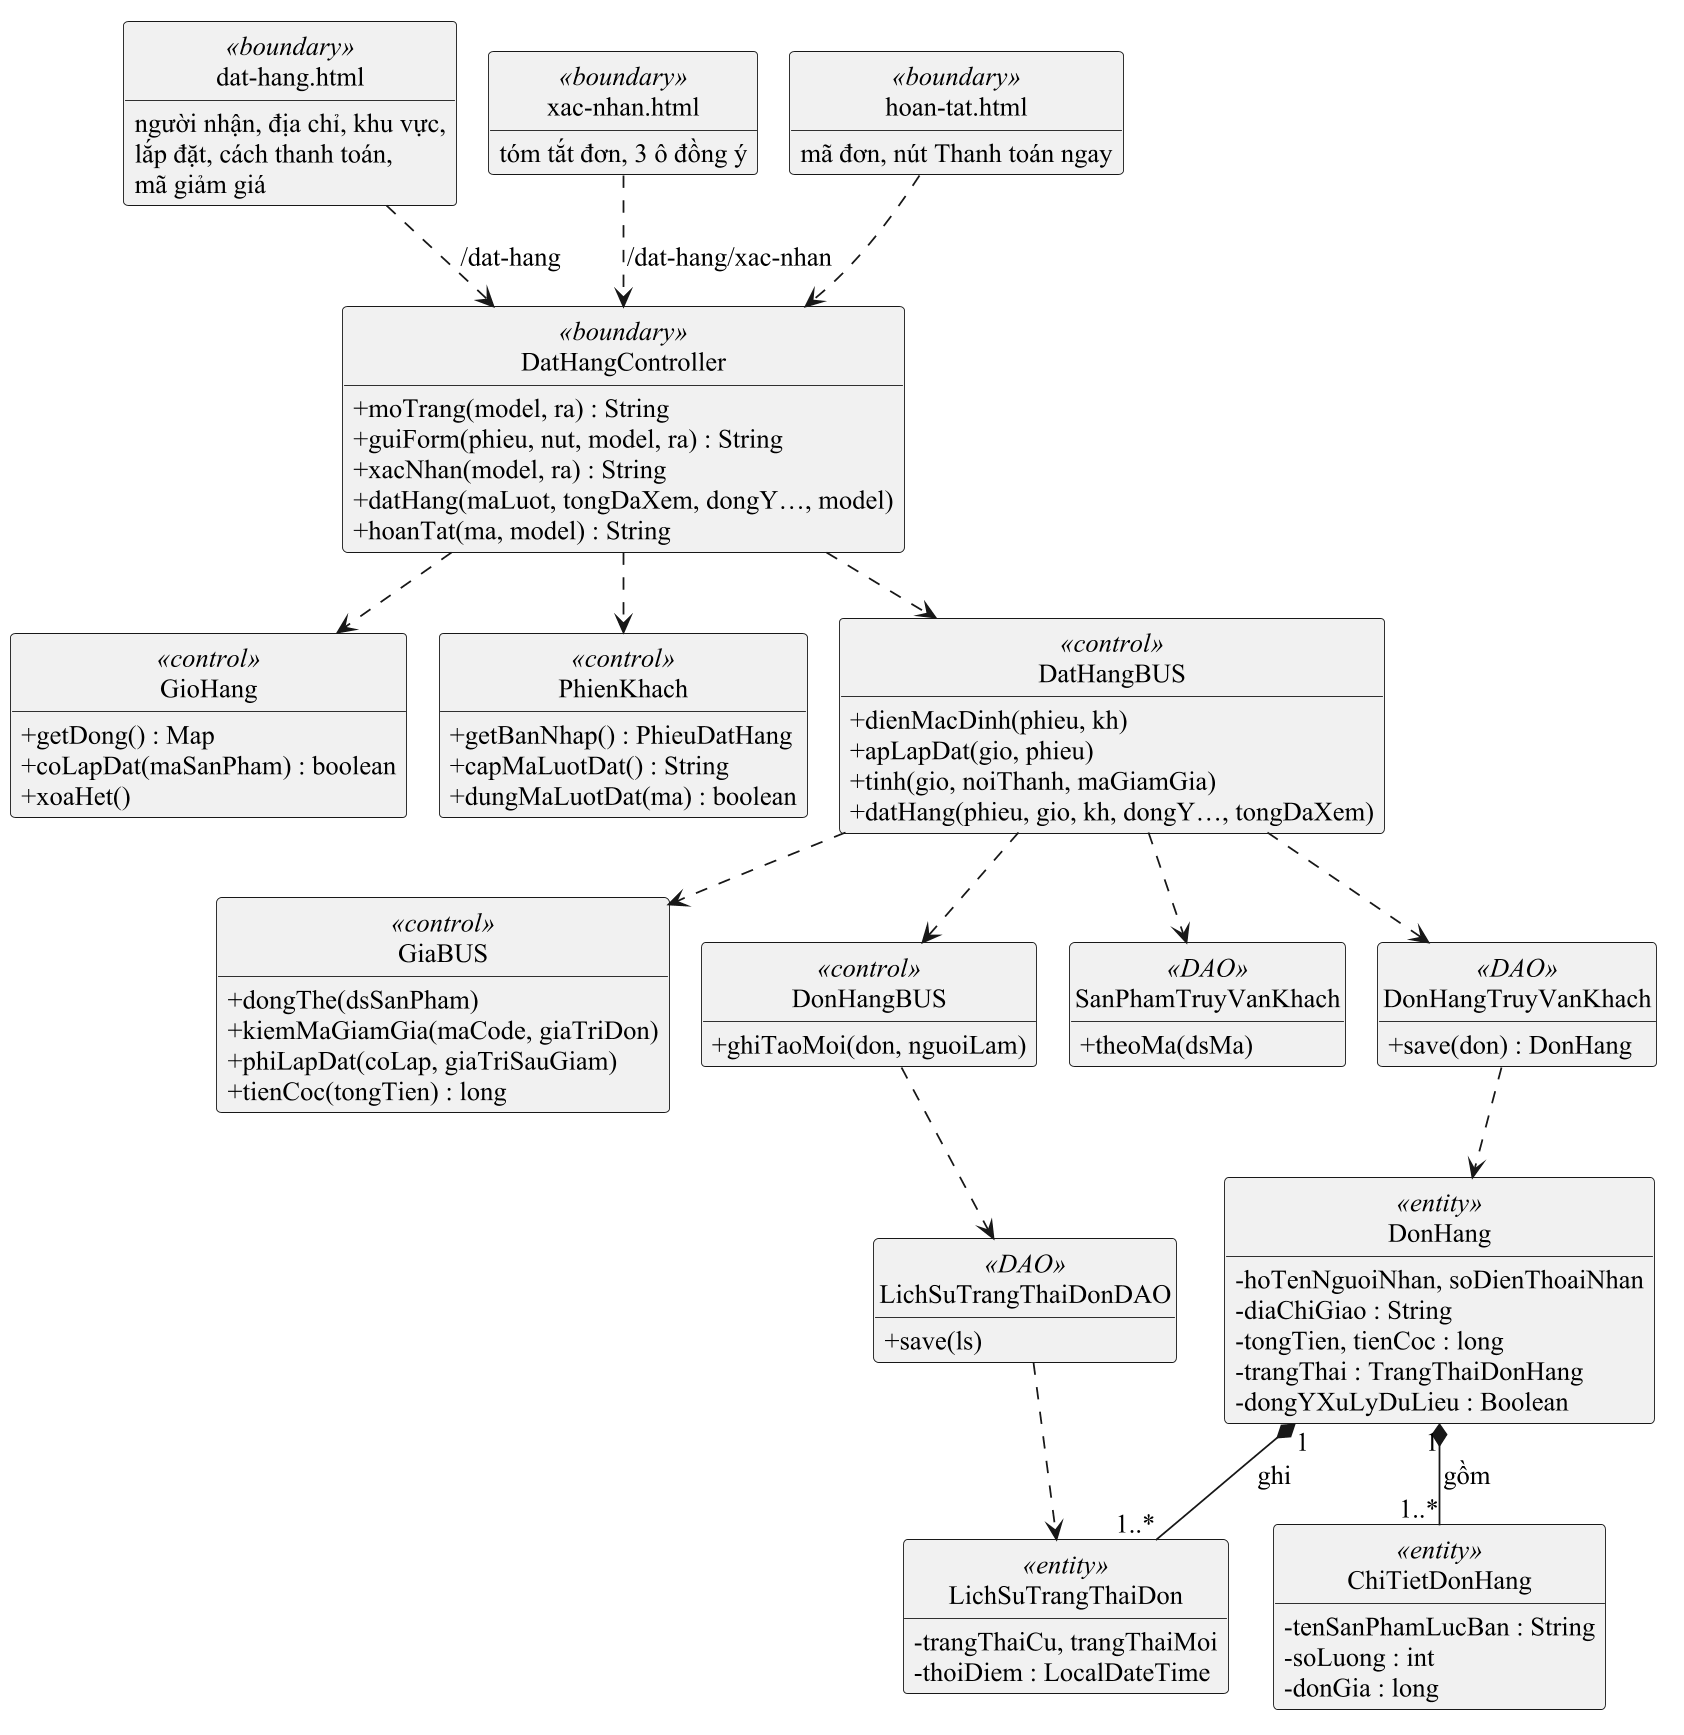 «boundary»
dat-hang.html
người nhận, địa chỉ, khu vực,
lắp đặt, cách thanh toán,
mã giảm giá
«boundary»
xac-nhan.html
tóm tắt đơn, 3 ô đồng ý
«boundary»
hoan-tat.html
mã đơn, nút Thanh toán ngay
/dat-hang
/dat-hang/xac-nhan
«boundary»
DatHangController
+moTrang(model, ra) : String
+guiForm(phieu, nut, model, ra) : String
+xacNhan(model, ra) : String
+datHang(maLuot, tongDaXem, dongY…, model)
+hoanTat(ma, model) : String
«control»
GioHang
+getDong() : Map
+coLapDat(maSanPham) : boolean
+xoaHet()
«control»
PhienKhach
+getBanNhap() : PhieuDatHang
+capMaLuotDat() : String
+dungMaLuotDat(ma) : boolean
«control»
DatHangBUS
+dienMacDinh(phieu, kh)
+apLapDat(gio, phieu)
+tinh(gio, noiThanh, maGiamGia)
+datHang(phieu, gio, kh, dongY…, tongDaXem)
«control»
GiaBUS
+dongThe(dsSanPham)
+kiemMaGiamGia(maCode, giaTriDon)
+phiLapDat(coLap, giaTriSauGiam)
+tienCoc(tongTien) : long
«control»
DonHangBUS
+ghiTaoMoi(don, nguoiLam)
«DAO»
SanPhamTruyVanKhach
+theoMa(dsMa)
«DAO»
DonHangTruyVanKhach
+save(don) : DonHang
«DAO»
LichSuTrangThaiDonDAO
+save(ls)
«entity»
DonHang
-hoTenNguoiNhan, soDienThoaiNhan
-diaChiGiao : String
-tongTien, tienCoc : long
-trangThai : TrangThaiDonHang
-dongYXuLyDuLieu : Boolean
1
ghi
1..*
1
gồm
1..*
«entity»
LichSuTrangThaiDon
-trangThaiCu, trangThaiMoi
-thoiDiem : LocalDateTime
«entity»
ChiTietDonHang
-tenSanPhamLucBan : String
-soLuong : int
-donGia : long